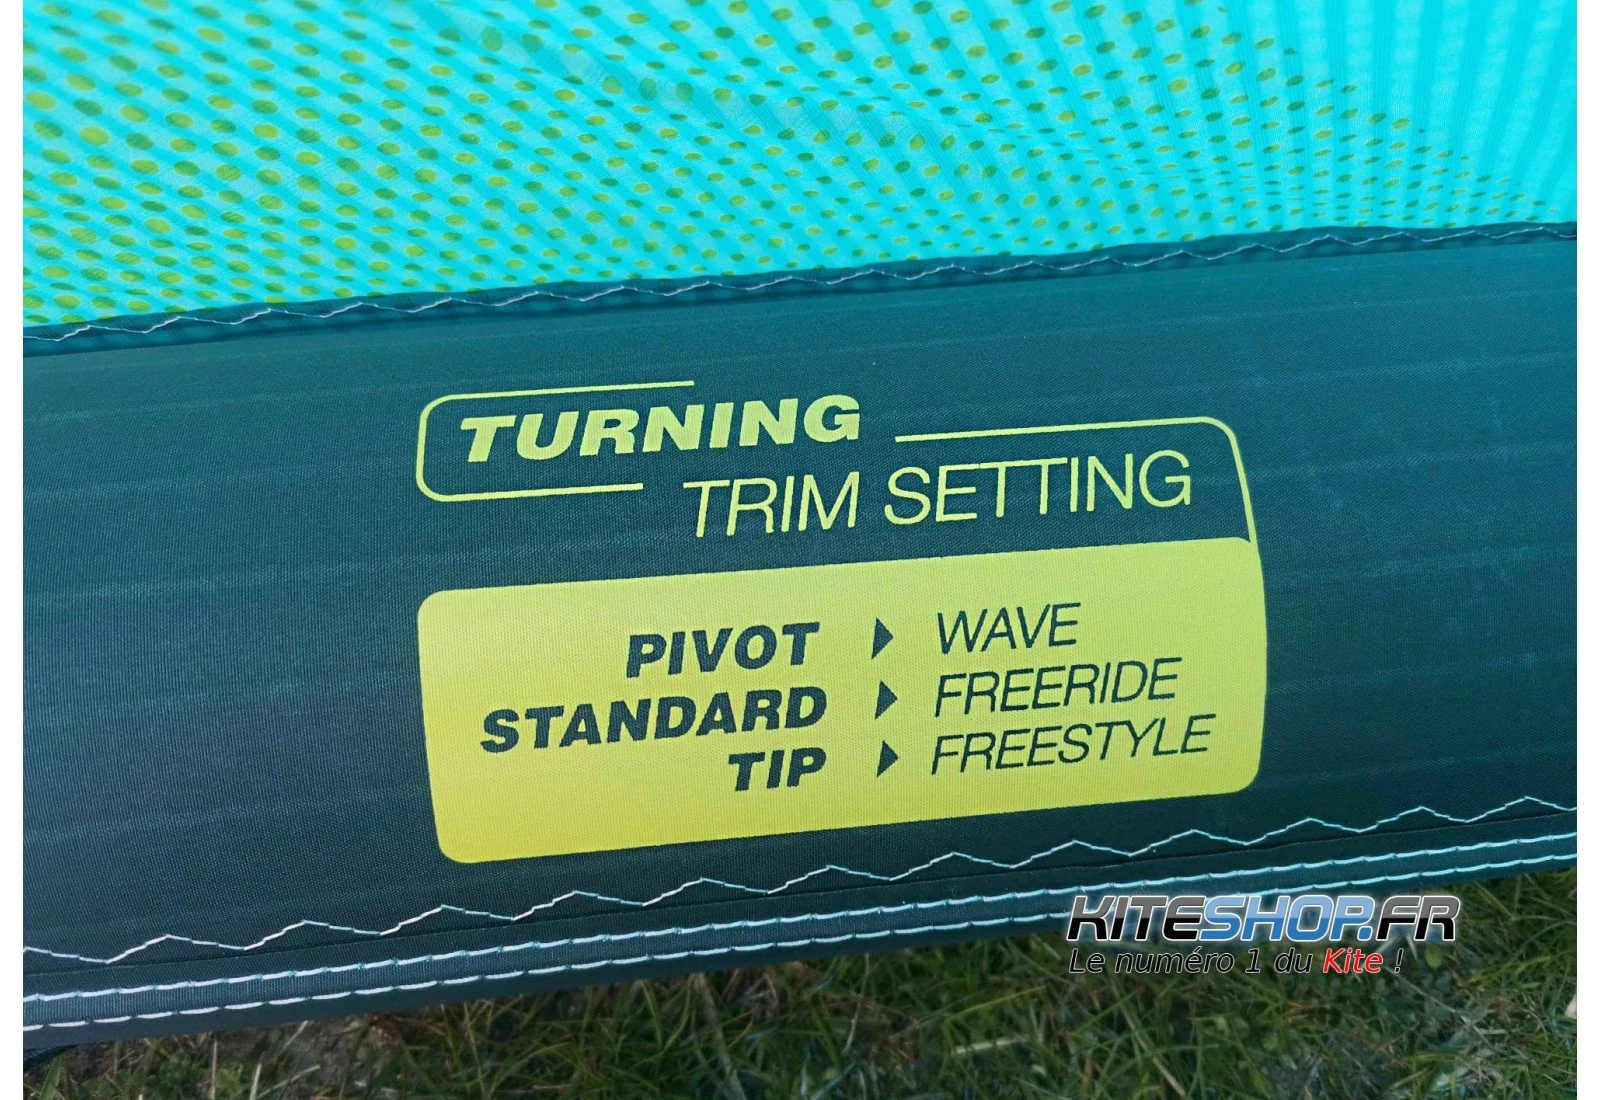 TURNING
TRIM SETTING
PIVOT ▶ WAVE
STANDARD ▶ FREERIDE
TIP ▶ FREESTYLE
KITESHOP.FR
Le numéro 1 du Kite !